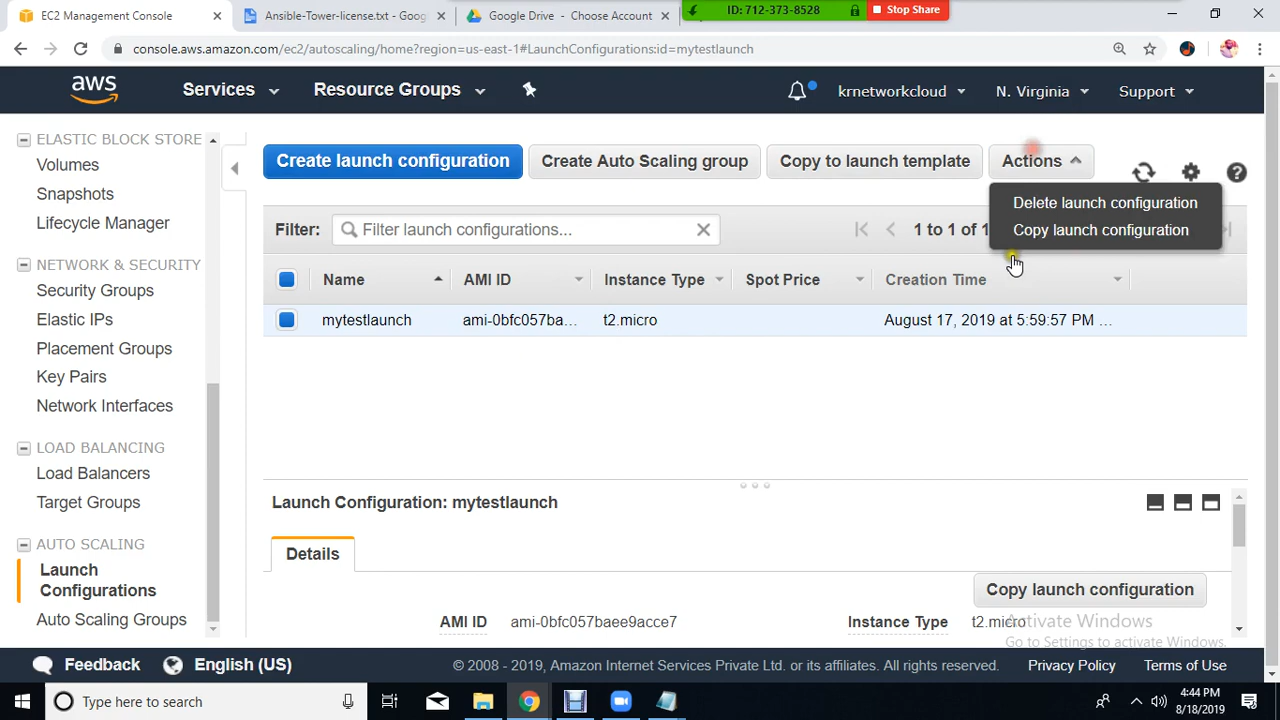 EC2 Management Console
Ansible-Tower-license.txt - Goog
Google Drive - Choose Account
ID: 712-373-8528
Stop Share
console.aws.amazon.com/ec2/autoscaling/home?region=us-east-1#LaunchConfigurations:id=mytestlaunch
aws
Services
Resource Groups
krnetworkcloud
N. Virginia
Support
ELASTIC BLOCK STORE
Volumes
Snapshots
Lifecycle Manager
NETWORK & SECURITY
Security Groups
Elastic IPs
Placement Groups
Key Pairs
Network Interfaces
LOAD BALANCING
Load Balancers
Target Groups
AUTO SCALING
Launch
Configurations
Auto Scaling Groups
Create launch configuration
Create Auto Scaling group
Copy to launch template
Actions
Delete launch configuration
Copy launch configuration
Filter:
Filter launch configurations...
1 to 1 of 1
Name
AMI ID
Instance Type
Spot Price
Creation Time
mytestlaunch
ami-0bfc057ba...
t2.micro
August 17, 2019 at 5:59:57 PM ...
Launch Configuration: mytestlaunch
Details
Copy launch configuration
AMI ID
ami-0bfc057baee9acce7
Instance Type
t2.micro
Activate Windows
Go to Settings to activate Windows.
Feedback
English (US)
© 2008 - 2019, Amazon Internet Services Private Ltd. or its affiliates. All rights reserved.
Privacy Policy
Terms of Use
Type here to search
4:44 PM
8/18/2019